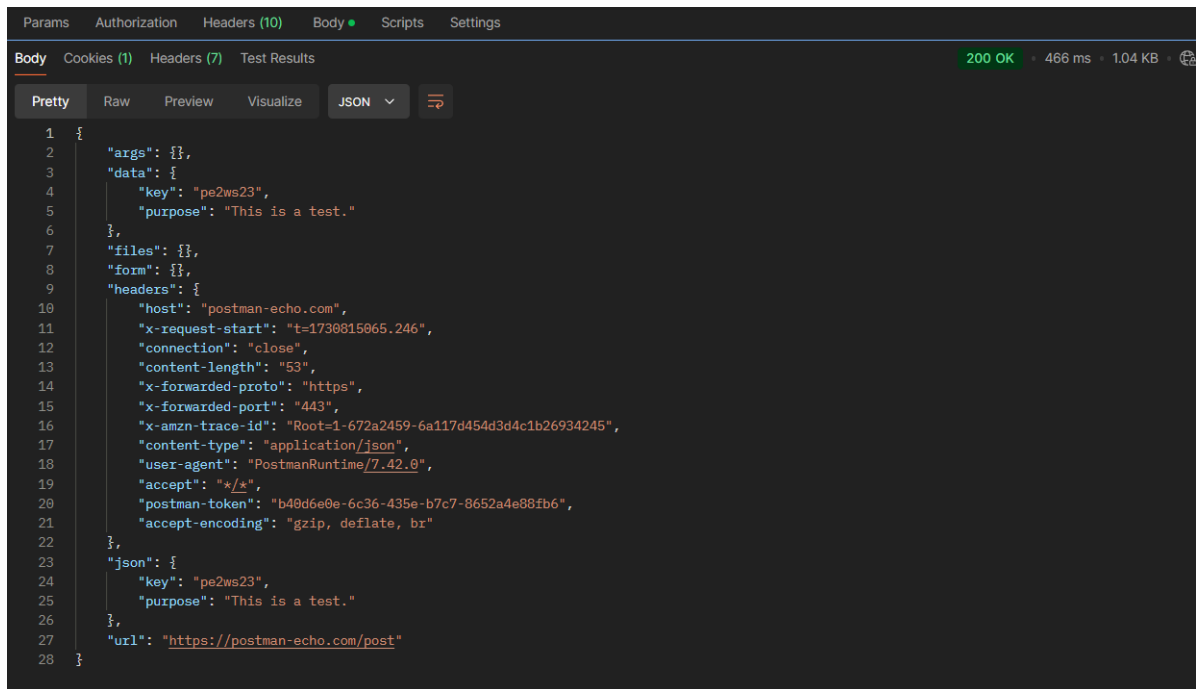 Params Authorization Headers (10) Body Scripts Settings
Body Cookies (1) Headers (7) Test Results 200 OK 466 ms 1.04 KB
Pretty Raw Preview Visualize JSON
1 {
2 "args": {},
3 "data": {
4 "key": "pe2ws23",
5 "purpose": "This is a test."
6 },
7 "files": {},
8 "form": {},
9 "headers": {
10 "host": "postman-echo.com",
11 "x-request-start": "t=1730815065.246",
12 "connection": "close",
13 "content-length": "53",
14 "x-forwarded-proto": "https",
15 "x-forwarded-port": "443",
16 "x-amzn-trace-id": "Root=1-672a2459-6a117d454d3d4c1b26934245",
17 "content-type": "application/json",
18 "user-agent": "PostmanRuntime/7.42.0",
19 "accept": "*/*",
20 "postman-token": "b40d6e0e-6c36-435e-b7c7-8652a4e88fb6",
21 "accept-encoding": "gzip, deflate, br"
22 },
23 "json": {
24 "key": "pe2ws23",
25 "purpose": "This is a test."
26 },
27 "url": "https://postman-echo.com/post"
28 }